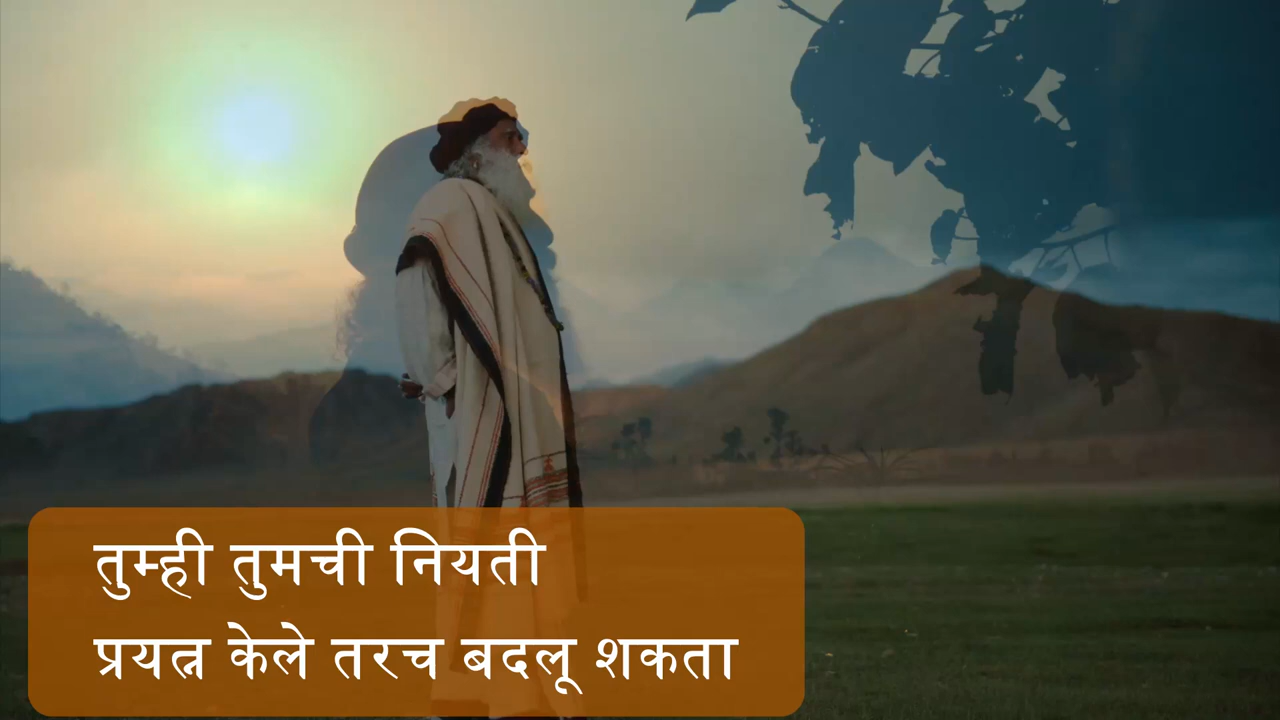 तुम्ही तुमची नियती
प्रयत्न केले तरच बदलू शकता